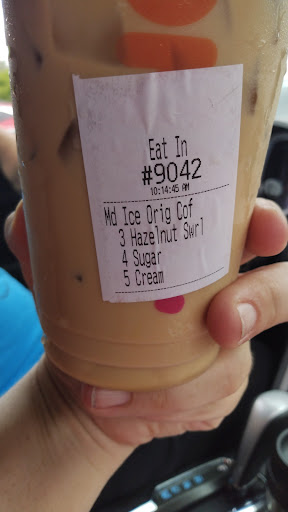 Eat In
#9042
10:14:45 AM
Md Ice Orig Cof
3 Hazelnut Swrl
4 Sugar
5 Cream